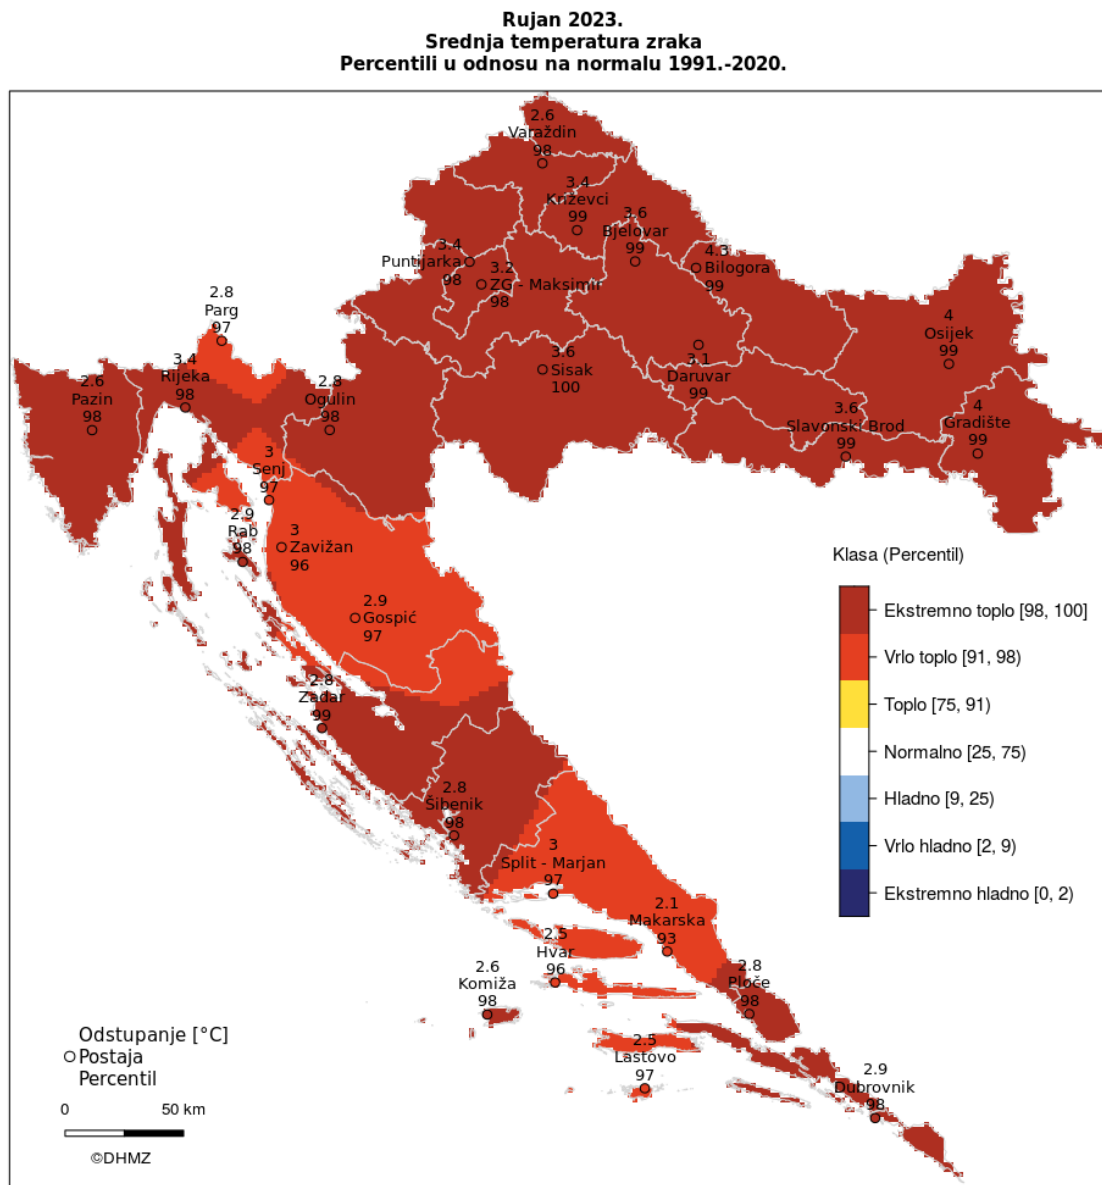 Rujan 2023.
Srednja temperatura zraka
Percentili u odnosu na normalu 1991.-2020.
2.6
Varaždin
98
3.4
Križevci
99
3.6
Bjelovar
99
3.4
Puntijarka
98
3.2
ZG - Maksimir
98
4.3
Bilogora
99
2.8
Parg
97
4
Osijek
99
3.4
Rijeka
98
2.6
Pazin
98
2.8
Ogulin
98
3.6
Sisak
100
3.1
Daruvar
99
3.6
Slavonski Brod
99
4
Gradište
99
3
Senj
97
2.9
Rab
98
3
Zavižan
96
2.9
Gospić
97
2.8
Zadar
99
2.8
Šibenik
98
3
Split - Marjan
97
2.1
Makarska
93
2.5
Hvar
96
2.6
Komiža
98
2.8
Ploče
98
2.5
Lastovo
97
2.9
Dubrovnik
98
Klasa (Percentil)
Ekstremno toplo [98, 100]
Vrlo toplo [91, 98)
Toplo [75, 91)
Normalno [25, 75)
Hladno [9, 25)
Vrlo hladno [2, 9)
Ekstremno hladno [0, 2)
Odstupanje [°C]
Postaja
Percentil
0 50 km
©DHMZ